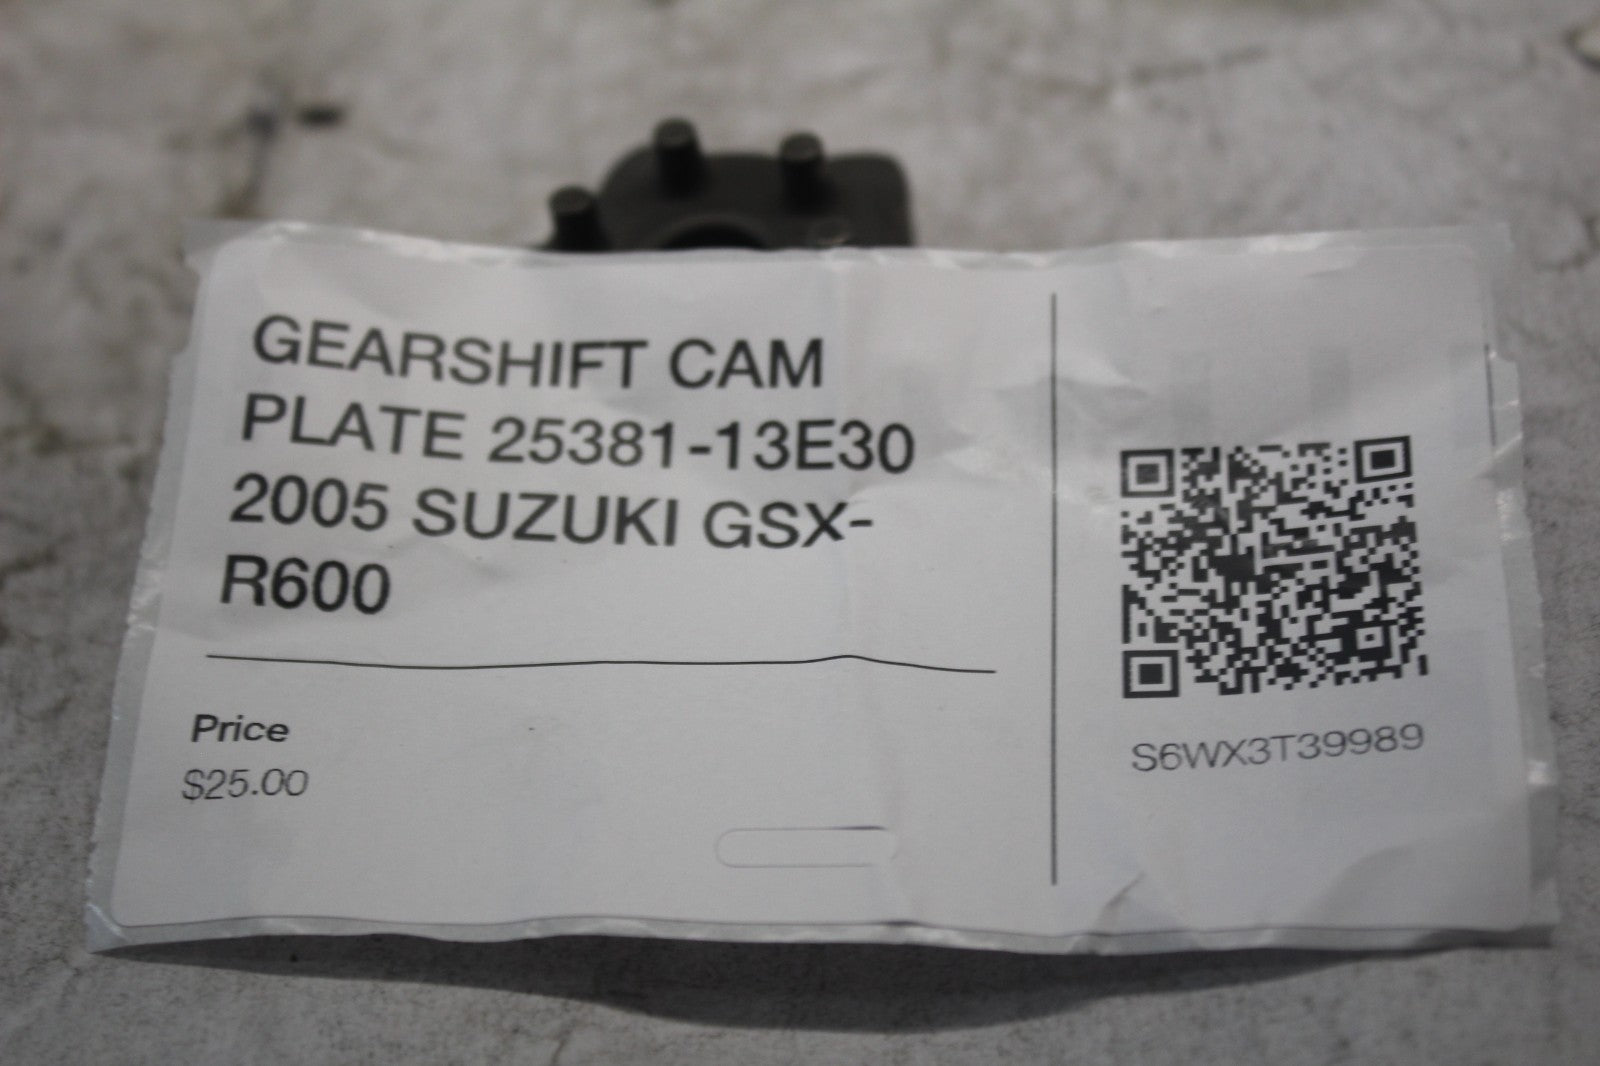 GEARSHIFT CAM
PLATE 25381-13E30
2005 SUZUKI GSX-
R600
Price
$25.00
S6WX3T39989